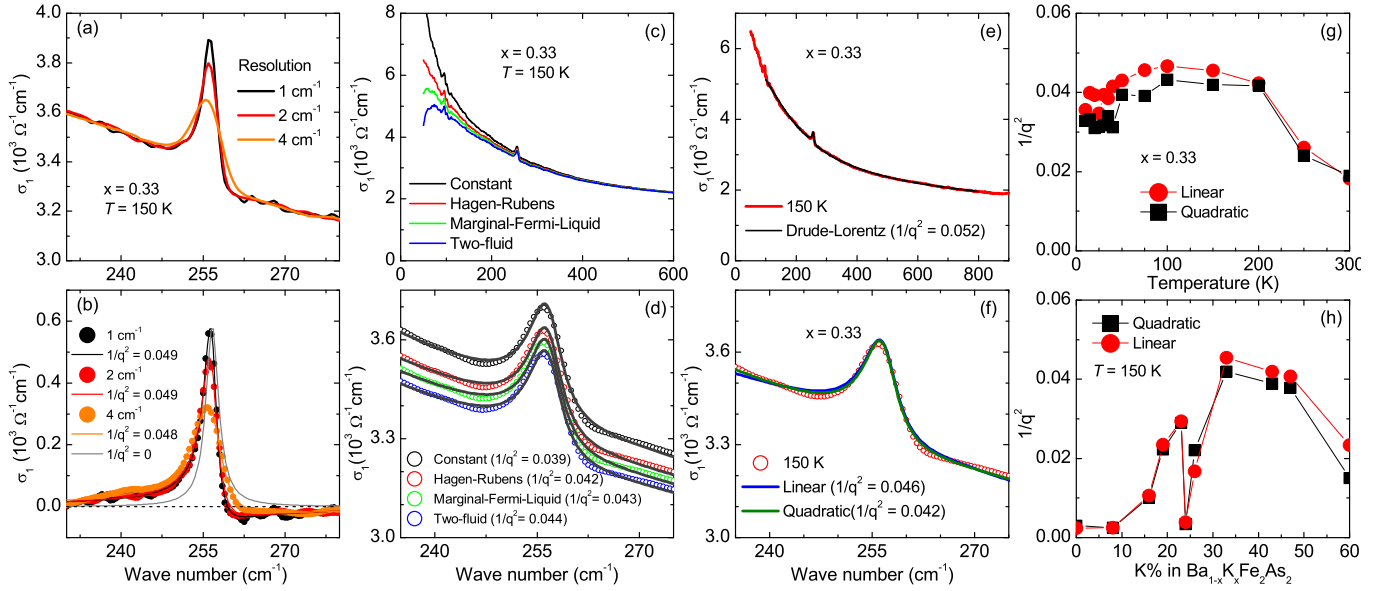 (a)
4.0
3.8
3.6
3.4
3.2
3.0
σ₁ (10³ Ω⁻¹cm⁻¹)
Resolution
1 cm⁻¹
2 cm⁻¹
4 cm⁻¹
x = 0.33
T = 150 K
240 255 270
(b)
0.6
0.4
0.2
0.0
σ₁ (10³ Ω⁻¹cm⁻¹)
1 cm⁻¹
1/q² = 0.049
2 cm⁻¹
1/q² = 0.049
4 cm⁻¹
1/q² = 0.048
1/q² = 0
240 255 270
Wave number (cm⁻¹)
(c)
8
6
4
2
0
σ₁(10³ Ω⁻¹cm⁻¹)
x = 0.33
T = 150 K
Constant
Hagen-Rubens
Marginal-Fermi-Liquid
Two-fluid
0 200 400 600
(d)
3.6
3.3
3.0
σ₁(10³ Ω⁻¹cm⁻¹)
Constant (1/q² = 0.039)
Hagen-Rubens (1/q² = 0.042)
Marginal-Fermi-Liquid (1/q² = 0.043)
Two-fluid (1/q² = 0.044)
240 255 270
Wave number (cm⁻¹)
(e)
6
4
2
0
σ₁(10³ Ω⁻¹cm⁻¹)
x = 0.33
150 K
Drude-Lorentz (1/q² = 0.052)
0 200 400 600 800
(f)
3.6
3.3
3.0
σ₁(10³ Ω⁻¹cm⁻¹)
x = 0.33
150 K
Linear (1/q² = 0.046)
Quadratic(1/q² = 0.042)
240 255 270
Wave number (cm⁻¹)
(g)
0.06
0.04
0.02
0.00
1/q²
x = 0.33
Linear
Quadratic
0 100 200 300
Temperature (K)
(h)
0.06
0.04
0.02
0.00
1/q²
Quadratic
Linear
T = 150 K
0 10 20 30 40 50 60
K% in Ba₁₋ₓKₓFe₂As₂